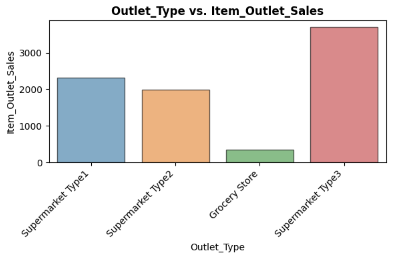 Outlet_Type vs. Item_Outlet_Sales
Item_Outlet_Sales
3000
2000
1000
0
Supermarket Type1
Supermarket Type2
Grocery Store
Supermarket Type3
Outlet_Type